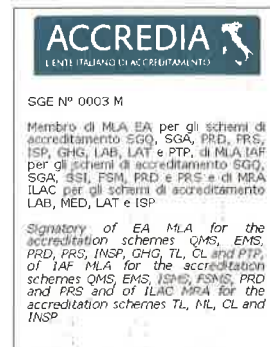 ACCREDIA
L'ENTE ITALIANO DI ACCREDITAMENTO
SGE N° 0003 M
Membro di MLA EA per gli schemi di
accreditamento SGQ, SGA, PRD, PRS,
ISP, GHG, LAB, LAT e PTP, di MLA IAF
per gli schemi di accreditamento SGQ,
SGA, SSI, FSM, PRD e PRS e di MRA
ILAC per gli schemi di accreditamento
LAB, MED, LAT e ISP
Signatory of EA MLA for the
accreditation schemes QMS, EMS,
PRD, PRS, INSP, GHG, TL, CL and PTP,
of IAF MLA for the accreditation
schemes QMS, EMS, ISMS, FSMS, PRD
and PRS and of ILAC MRA for the
accreditation schemes TL, ML, CL and
INSP